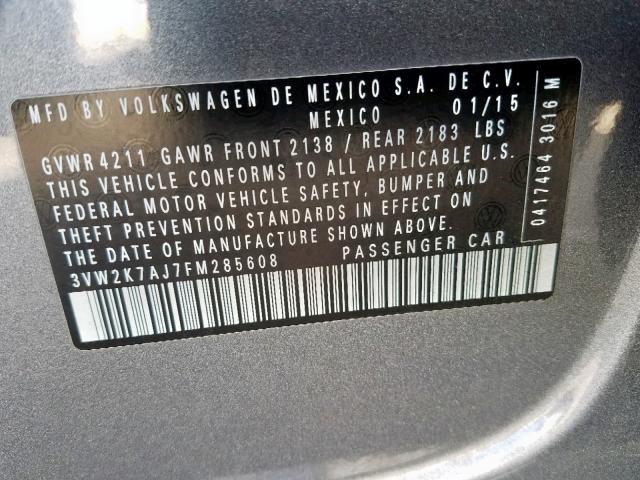 MFD BY VOLKSWAGEN DE MEXICO S.A. DE C.V.
MEXICO 01/15
GVWR 4211 GAWR FRONT 2138 / REAR 2183 LBS
THIS VEHICLE CONFORMS TO ALL APPLICABLE U.S.
FEDERAL MOTOR VEHICLE SAFETY, BUMPER AND
THEFT PREVENTION STANDARDS IN EFFECT ON
THE DATE OF MANUFACTURE SHOWN ABOVE.
3VW2K7AJ7FM285608 PASSENGER CAR
0417464 3016 M